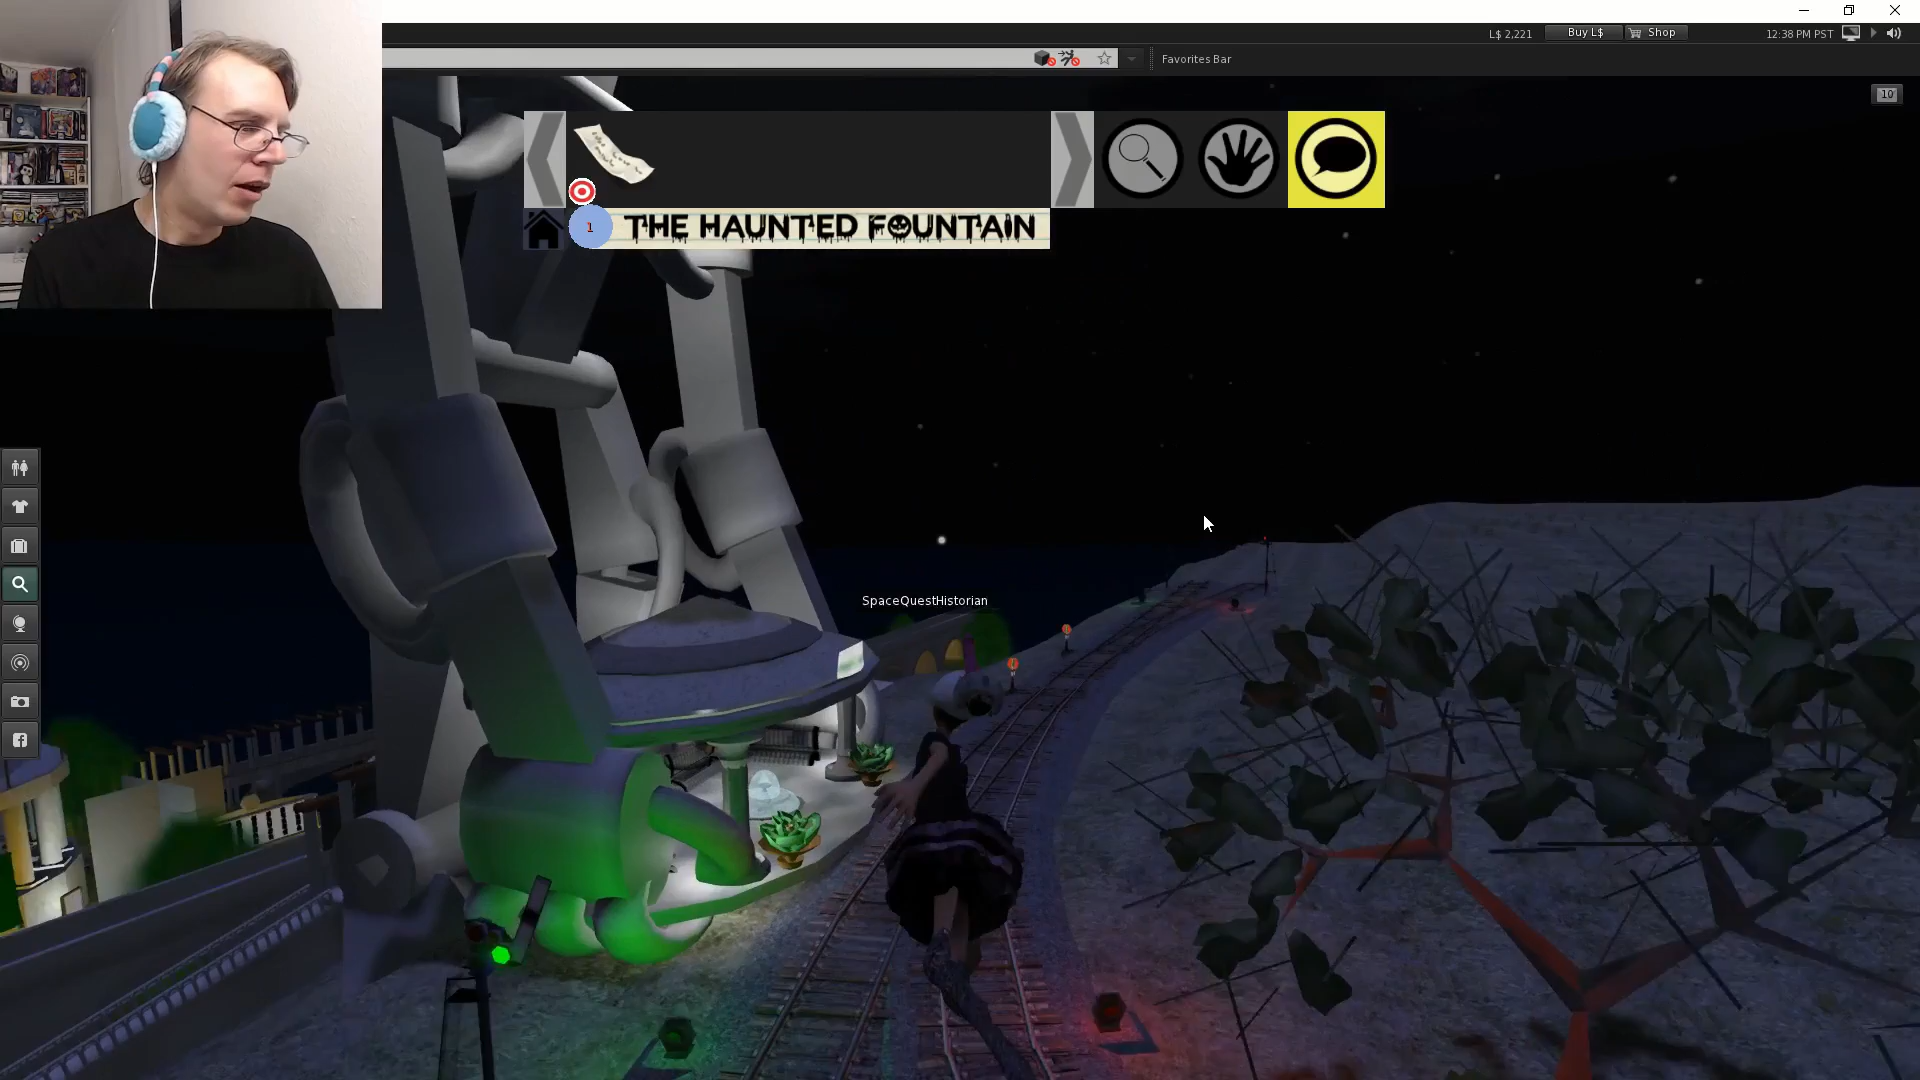 L$ 2,221 Buy L$ Shop 12:38 PM PST
Favorites Bar
10
1 THE HAUNTED FOUNTAIN
SpaceQuestHistorian